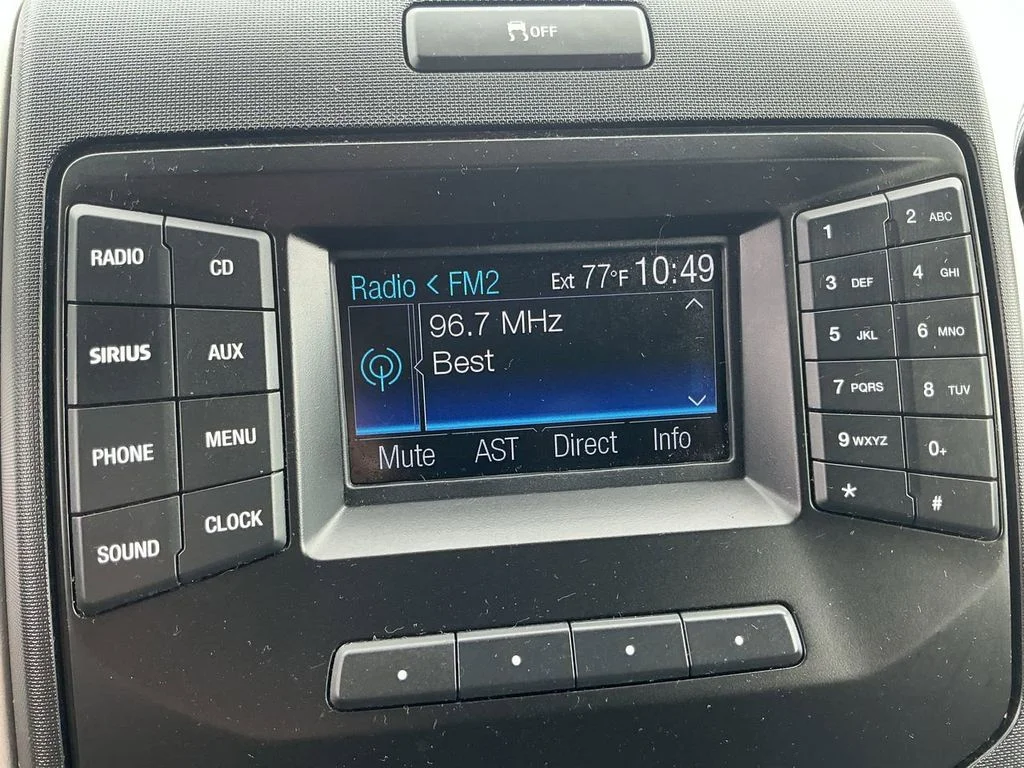 OFF
RADIO
CD
SIRIUS
AUX
PHONE
MENU
SOUND
CLOCK
Radio < FM2 Ext 77°F 10:49
96.7 MHz
Best
Mute AST Direct Info
1
2 ABC
3 DEF
4 GHI
5 JKL
6 MNO
7 PQRS
8 TUV
9 WXYZ
0+
*
#